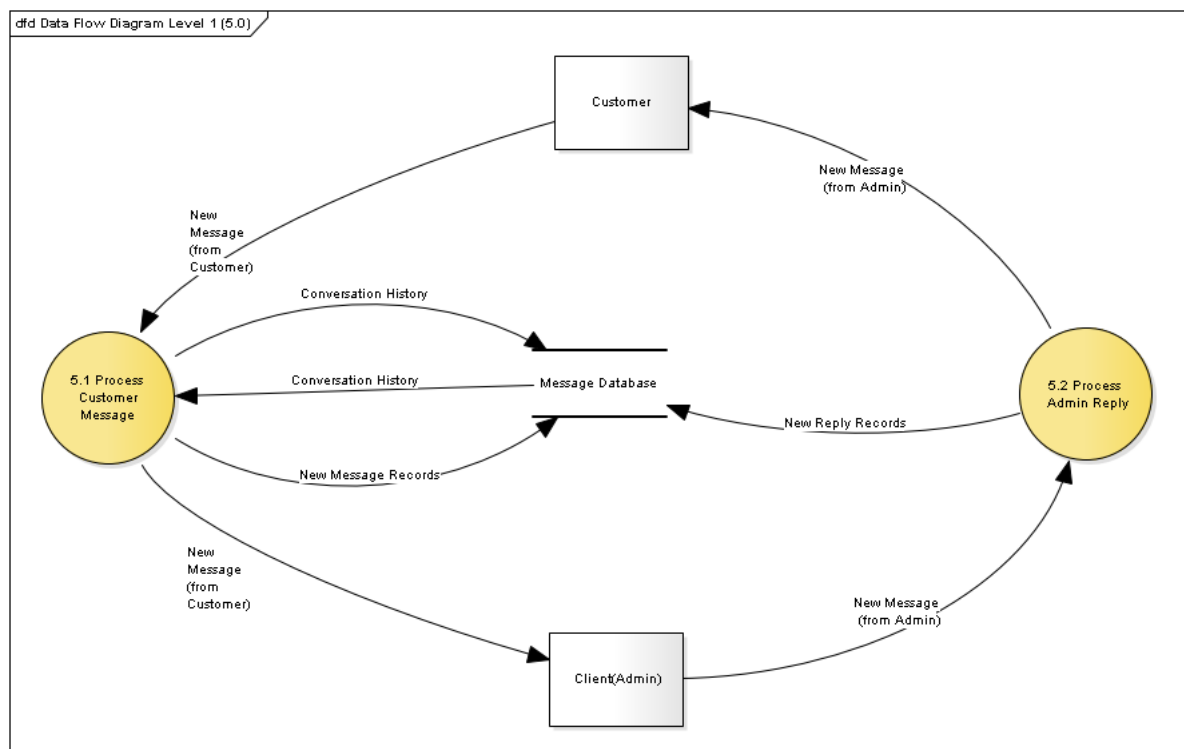 dfd Data Flow Diagram Level 1 (5.0)
Customer
New Message
(from Admin)
New
Message
(from
Customer)
Conversation History
5.1 Process
Customer
Message
Conversation History
Message Database
5.2 Process
Admin Reply
New Reply Records
New Message Records
New
Message
(from
Customer)
New Message
(from Admin)
Client(Admin)